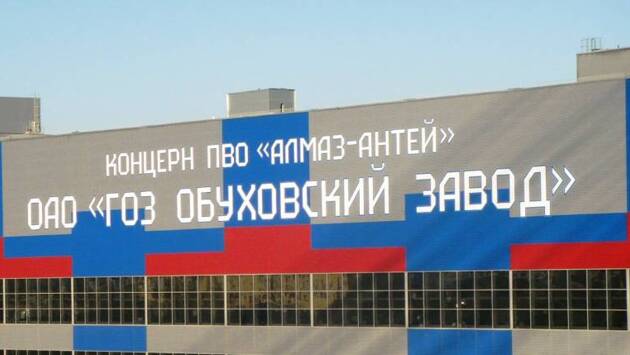 КОНЦЕРН ПВО «АЛМАЗ-АНТЕЙ»
ОАО «ГОЗ ОБУХОВСКИЙ ЗАВОД»